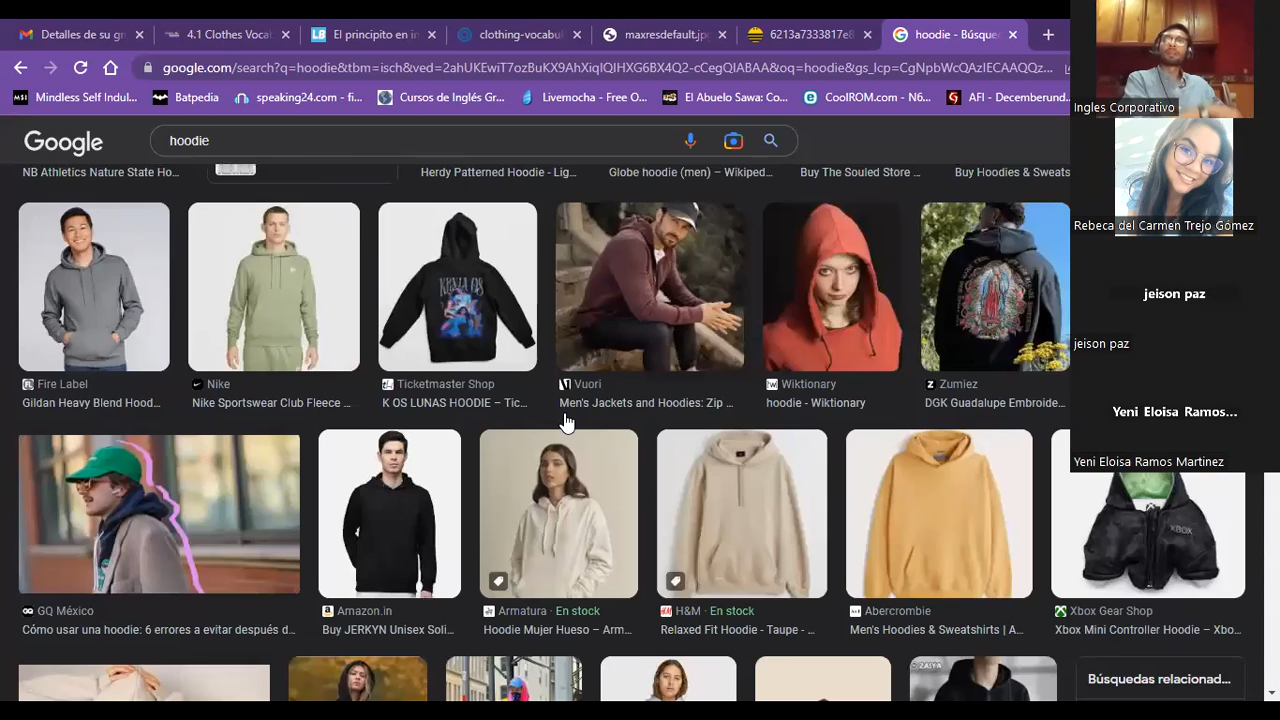 Detalles de su gn
4.1 Clothes Vocab
El principito en in
clothing-vocabul
maxresdefault.jp
6213a7333817e8
hoodie - Búsque
google.com/search?q=hoodie&tbm=isch&ved=2ahUKEwiT7ozBuKX9AhXiqlQIHXG6BX4Q2-cCegQIABAA&oq=hoodie&gs_lcp=CgNpbWcQAzIECAAQQz...
Mindless Self Indul...
Batpedia
speaking24.com - fi...
Cursos de Inglés Gr...
Livemocha - Free O...
El Abuelo Sawa: Co...
CoolROM.com - N6...
AFI - Decemberund
Google
hoodie
NB Athletics Nature State Ho...
Herdy Patterned Hoodie - Lig...
Globe hoodie (men) – Wikiped...
Buy The Souled Store ...
Buy Hoodies & Sweats
Fire Label
Gildan Heavy Blend Hood...
Nike
Nike Sportswear Club Fleece ...
Ticketmaster Shop
K OS LUNAS HOODIE – Tic...
Vuori
Men's Jackets and Hoodies: Zip ...
Wiktionary
hoodie - Wiktionary
Zumiez
DGK Guadalupe Embroide...
GQ México
Cómo usar una hoodie: 6 errores a evitar después d...
Amazon.in
Buy JERKYN Unisex Soli...
Armatura · En stock
Hoodie Mujer Hueso – Arm...
H&M · En stock
Relaxed Fit Hoodie - Taupe - ...
Abercrombie
Men's Hoodies & Sweatshirts | A...
XBOX
Xbox Gear Shop
Xbox Mini Controller Hoodie – Xbo...
Búsquedas relacionad...
Ingles Corporativo
Rebeca del Carmen Trejo Gómez
jeison paz
jeison paz
Yeni Eloisa Ramos...
Yeni Eloisa Ramos Martinez
KENIA OS